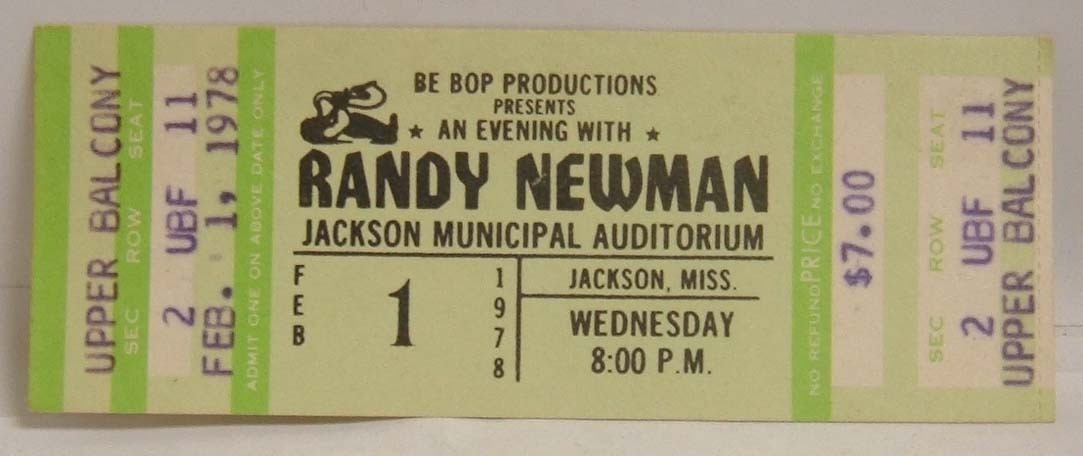 UPPER BALCONY
SEC ROW SEAT
2 UBF 11
FEB. 1, 1978
ADMIT ONE ON ABOVE DATE ONLY
BE BOP PRODUCTIONS
PRESENTS
★ AN EVENING WITH ★
RANDY NEWMAN
JACKSON MUNICIPAL AUDITORIUM
FEB 1 1978
JACKSON, MISS.
WEDNESDAY
8:00 P.M.
NO REFUND PRICE NO EXCHANGE
$7.00
SEC ROW SEAT
2 UBF 11
UPPER BALCONY